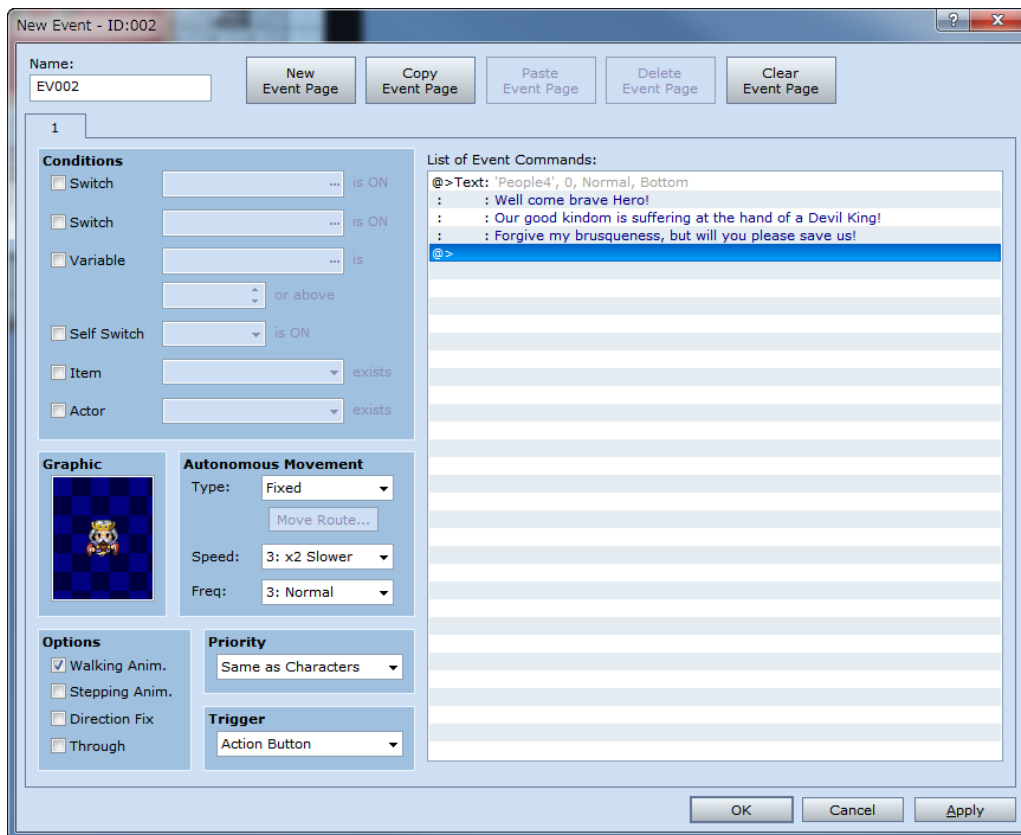 New Event - ID:002
Name:
EV002
New
Event Page
Copy
Event Page
Paste
Event Page
Delete
Event Page
Clear
Event Page
1
Conditions
Switch ... is ON
Switch ... is ON
Variable ... is
or above
Self Switch is ON
Item exists
Actor exists
Graphic
Autonomous Movement
Type: Fixed
Move Route...
Speed: 3: x2 Slower
Freq: 3: Normal
Options
Walking Anim.
Stepping Anim.
Direction Fix
Through
Priority
Same as Characters
Trigger
Action Button
List of Event Commands:
@>Text: 'People4', 0, Normal, Bottom
: : Well come brave Hero!
: : Our good kindom is suffering at the hand of a Devil King!
: : Forgive my brusqueness, but will you please save us!
@>
OK
Cancel
Apply